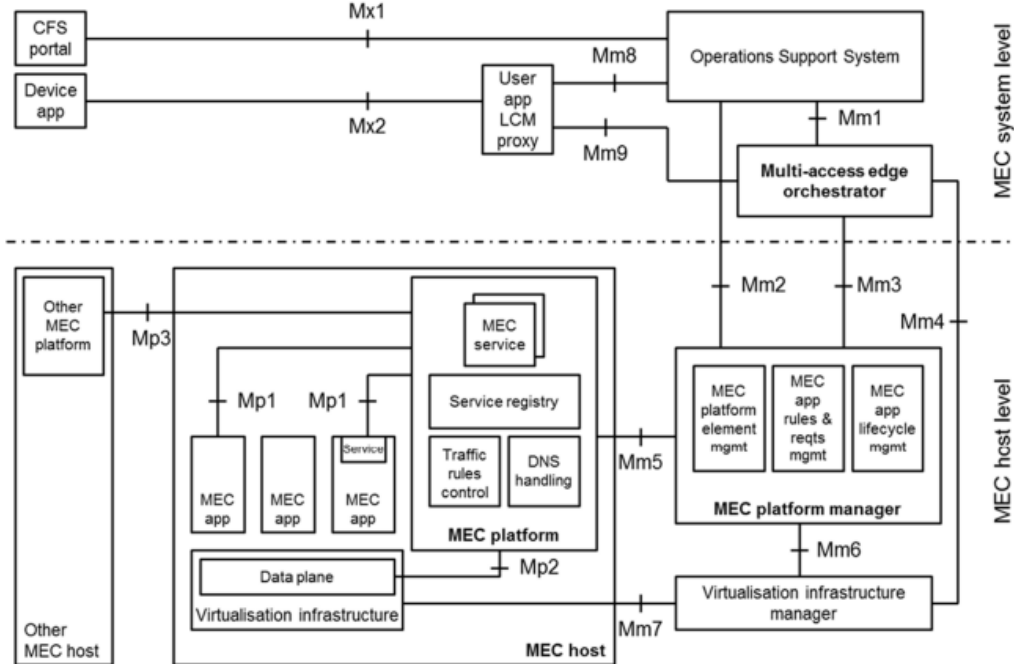 CFS
portal
Mx1
Operations Support System
MEC system level
Device
app
Mx2
User
app
LCM
proxy
Mm8
Mm9
Mm1
Multi-access edge
orchestrator
Other
MEC
platform
Mp3
MEC
service
Mm2
Mm3
Mm4
Mp1
Mp1
Service registry
MEC
platform
element
mgmt
MEC
app
rules &
reqts
mgmt
MEC
app
lifecycle
mgmt
MEC host level
MEC
app
MEC
app
Service
MEC
app
Traffic
rules
control
DNS
handling
Mm5
MEC platform
MEC platform manager
Mp2
Mm6
Data plane
Virtualisation infrastructure
Mm7
Virtualisation infrastructure
manager
Other
MEC host
MEC host